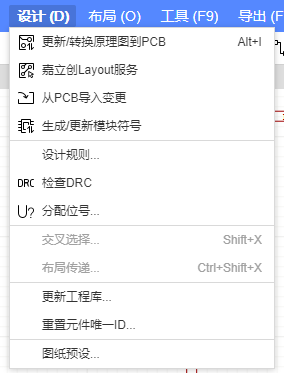 设计 (D) 布局 (O) 工具 (F9) 导出 (F
更新/转换原理图到PCB Alt+I
嘉立创Layout服务
从PCB导入变更
生成/更新模块符号
设计规则...
DRC 检查DRC
U? 分配位号...
交叉选择... Shift+X
布局传递... Ctrl+Shift+X
更新工程库...
重置元件唯一ID...
图纸预设...